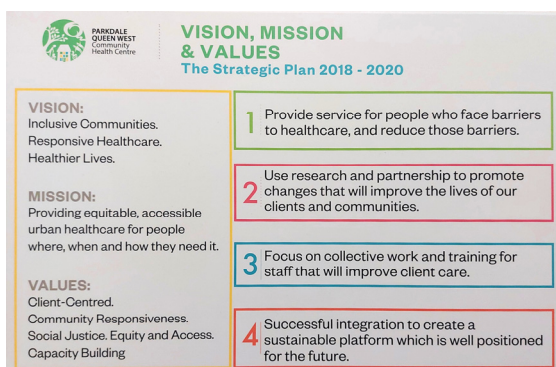 PARKDALE
QUEEN WEST
Community
Health Centre
VISION, MISSION
& VALUES
The Strategic Plan 2018 - 2020
VISION:
Inclusive Communities.
Responsive Healthcare.
Healthier Lives.
MISSION:
Providing equitable, accessible
urban healthcare for people
where, when and how they need it.
VALUES:
Client-Centred.
Community Responsiveness.
Social Justice. Equity and Access.
Capacity Building
1
Provide service for people who face barriers
to healthcare, and reduce those barriers.
2
Use research and partnership to promote
changes that will improve the lives of our
clients and communities.
3
Focus on collective work and training for
staff that will improve client care.
4
Successful integration to create a
sustainable platform which is well positioned
for the future.